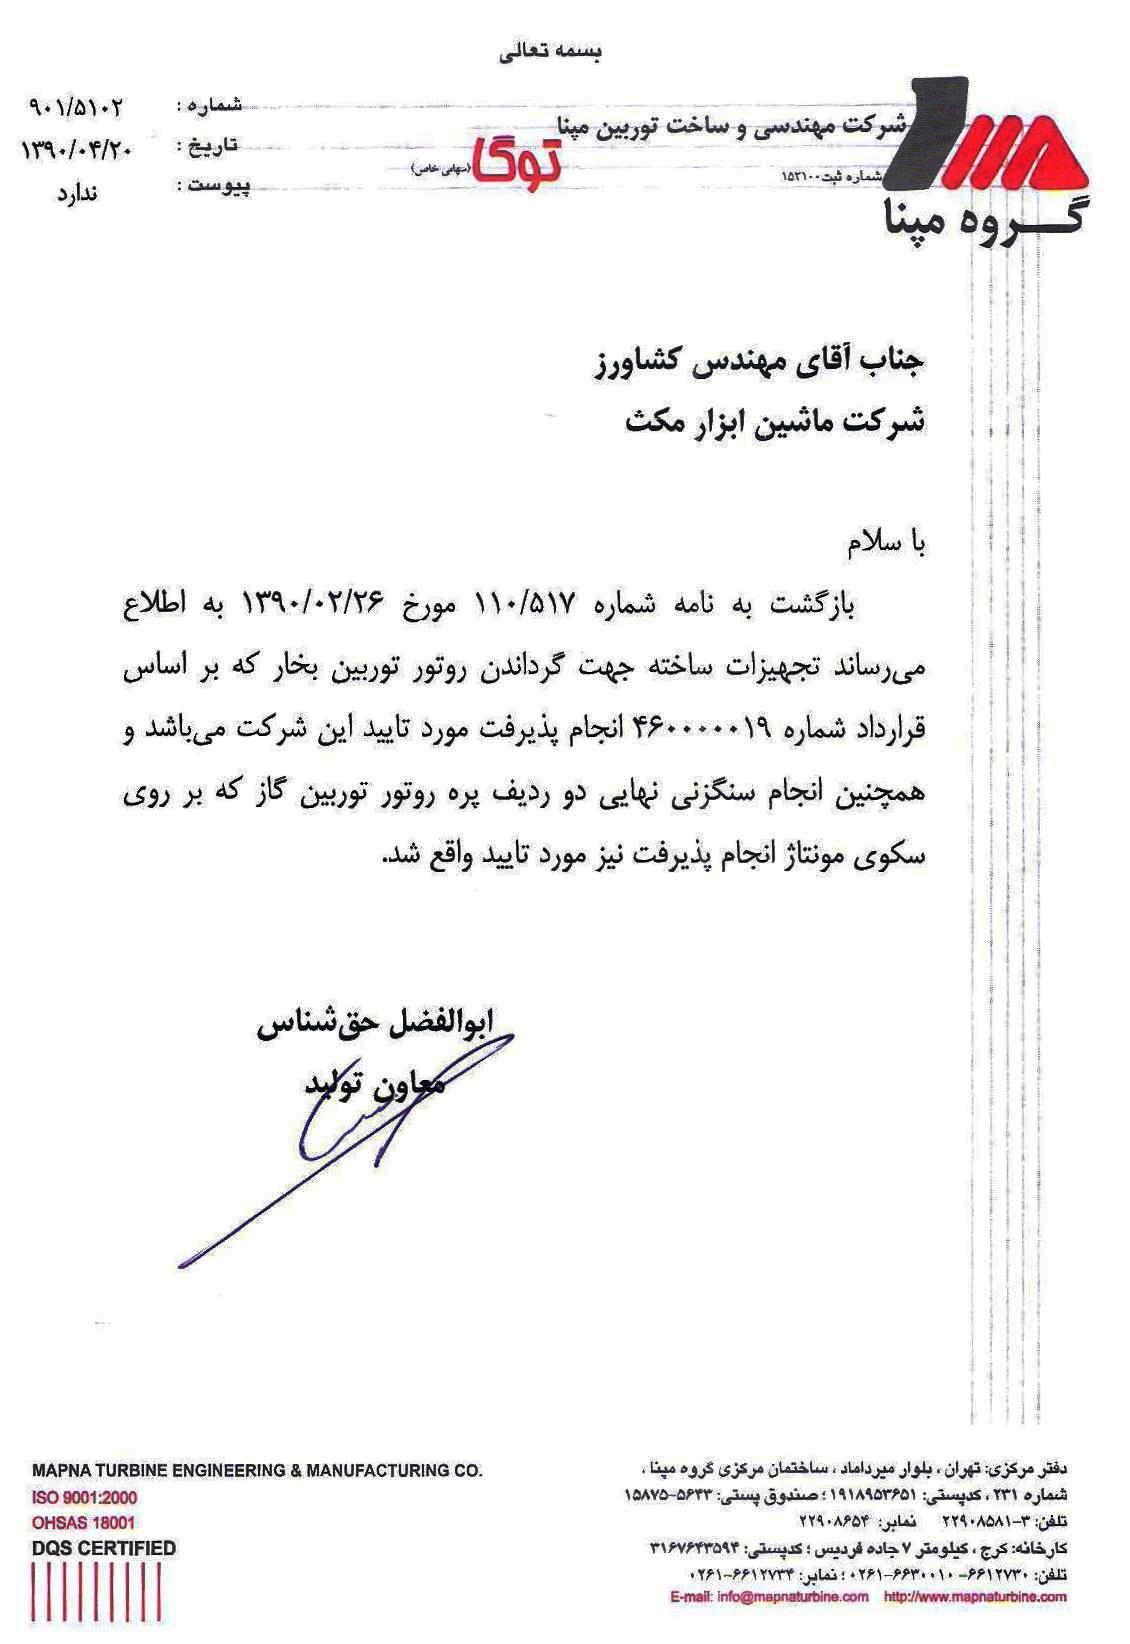 بسمه تعالی
شماره : ۹۰۱/۵۱۰۲
تاریخ : ۱۳۹۰/۰۴/۲۰
پیوست : ندارد
شرکت مهندسی و ساخت توربین مپنا
توگا (سهامی خاص)
شماره ثبت ۱۵۲۱۰۰
گروه مپنا
جناب آقای مهندس کشاورز
شرکت ماشین ابزار مکث
با سلام
بازگشت به نامه شماره ۱۱۰/۵۱۷ مورخ ۱۳۹۰/۰۲/۲۶ به اطلاع
می‌رساند تجهیزات ساخته جهت گرداندن روتور توربین بخار که بر اساس
قرارداد شماره ۴۶۰۰۰۰۰۱۹ انجام پذیرفت مورد تایید این شرکت می‌باشد و
همچنین انجام سنگزنی نهایی دو ردیف پره روتور توربین گاز که بر روی
سکوی مونتاژ انجام پذیرفت نیز مورد تایید واقع شد.
ابوالفضل حق‌شناس
معاون تولید
MAPNA TURBINE ENGINEERING & MANUFACTURING CO.
ISO 9001:2000
OHSAS 18001
DQS CERTIFIED
دفتر مرکزی: تهران ، بلوار میرداماد ، ساختمان مرکزی گروه مپنا ،
شماره ۲۳۱ ، کدپستی: ۱۹۱۸۹۵۳۶۵۱ ؛ صندوق پستی: ۵۶۴۳-۱۵۸۷۵
تلفن: ۳-۲۲۹۰۸۵۸۱ نمابر: ۲۲۹۰۸۶۵۴
کارخانه: کرج ، کیلومتر ۷ جاده فردیس ؛ کدپستی: ۳۱۶۷۶۴۳۵۹۴
تلفن: ۶۶۱۲۷۳۰- ۶۶۳۰۰۱۰-۰۲۶۱ ؛ نمابر: ۶۶۱۲۷۳۴-۰۲۶۱
E-mail: info@mapnaturbine.com http://www.mapnaturbine.com